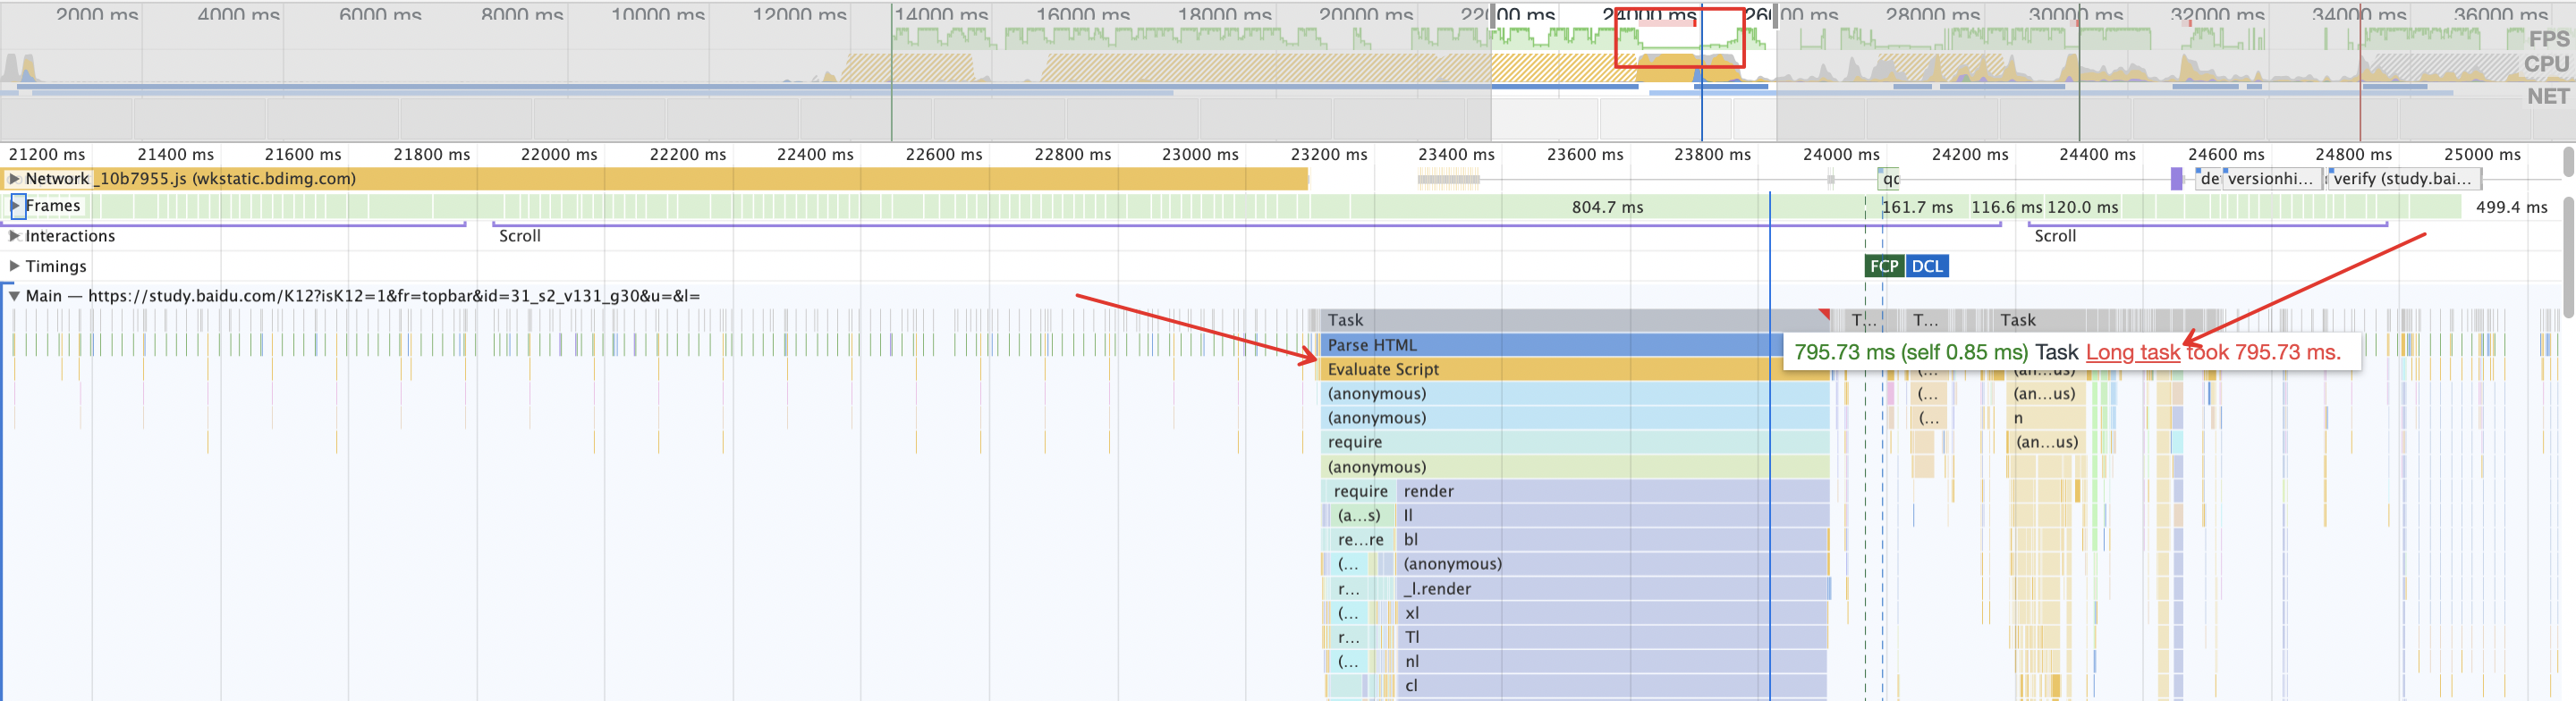 2000 ms 4000 ms 6000 ms 8000 ms 10000 ms 12000 ms 14000 ms 16000 ms 18000 ms 20000 ms 22000 ms 24000 ms 26000 ms 28000 ms 30000 ms 32000 ms 34000 ms 36000 ms
FPS
CPU
NET
21200 ms 21400 ms 21600 ms 21800 ms 22000 ms 22200 ms 22400 ms 22600 ms 22800 ms 23000 ms 23200 ms 23400 ms 23600 ms 23800 ms 24000 ms 24200 ms 24400 ms 24600 ms 24800 ms 25000 ms
Network _10b7955.js (wkstatic.bdimg.com) qc de versionhi... verify (study.bai...
Frames 804.7 ms 161.7 ms 116.6 ms 120.0 ms 499.4 ms
Interactions Scroll Scroll
Timings FCP DCL
Main — https://study.baidu.com/K12?isK12=1&fr=topbar&id=31_s2_v131_g30&u=&l=
Task T... T... Task
Parse HTML
795.73 ms (self 0.85 ms) Task Long task took 795.73 ms.
Evaluate Script (... (an...us)
(anonymous) (... (an...us)
(anonymous) (... n
require (an...us)
(anonymous)
require render
(a...s) ll
re...re bl
(... (anonymous)
r... _l.render
(... xl
r... Tl
(... nl
cl